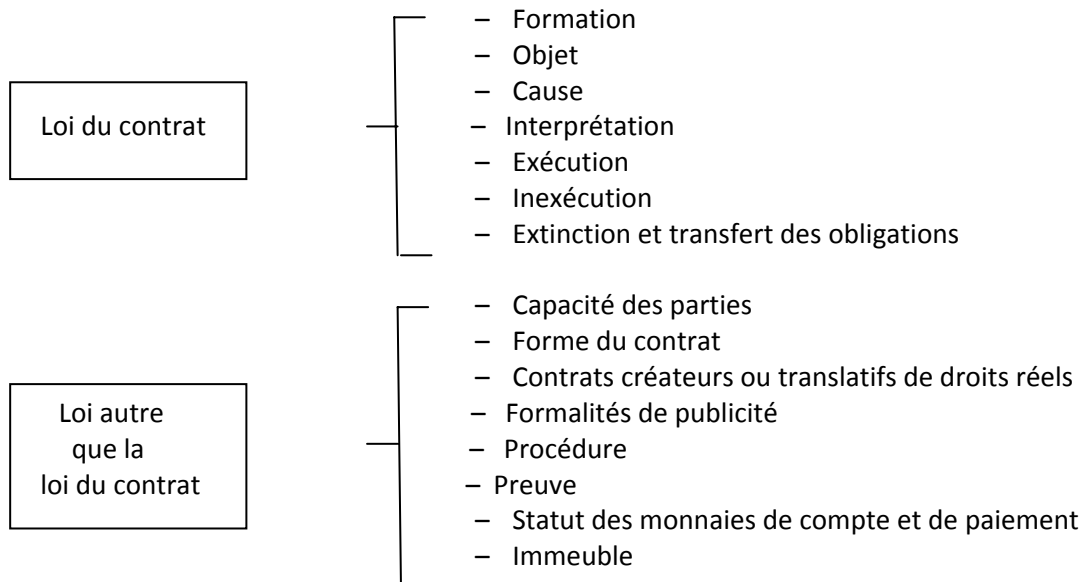 Loi du contrat
– Formation
– Objet
– Cause
– Interprétation
– Exécution
– Inexécution
– Extinction et transfert des obligations
Loi autre
que la
loi du contrat
– Capacité des parties
– Forme du contrat
– Contrats créateurs ou translatifs de droits réels
– Formalités de publicité
– Procédure
– Preuve
– Statut des monnaies de compte et de paiement
– Immeuble